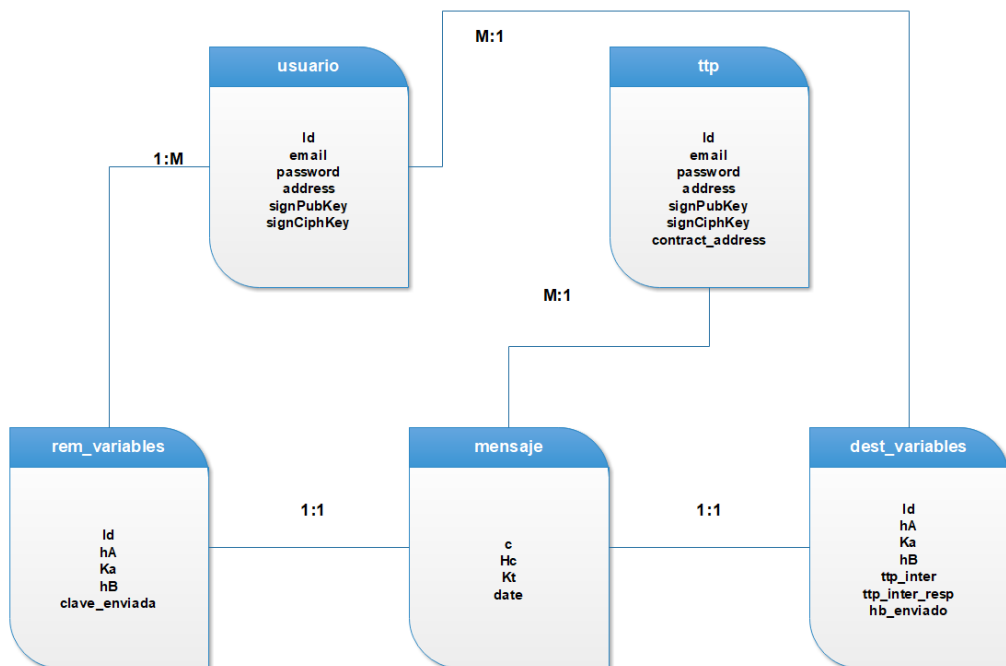 M:1
usuario
Id
email
password
address
signPubKey
signCiphKey
ttp
Id
email
password
address
signPubKey
signCiphKey
contract_address
1:M
M:1
rem_variables
Id
hA
Ka
hB
clave_enviada
1:1
mensaje
c
Hc
Kt
date
1:1
dest_variables
Id
hA
Ka
hB
ttp_inter
ttp_inter_resp
hb_enviado